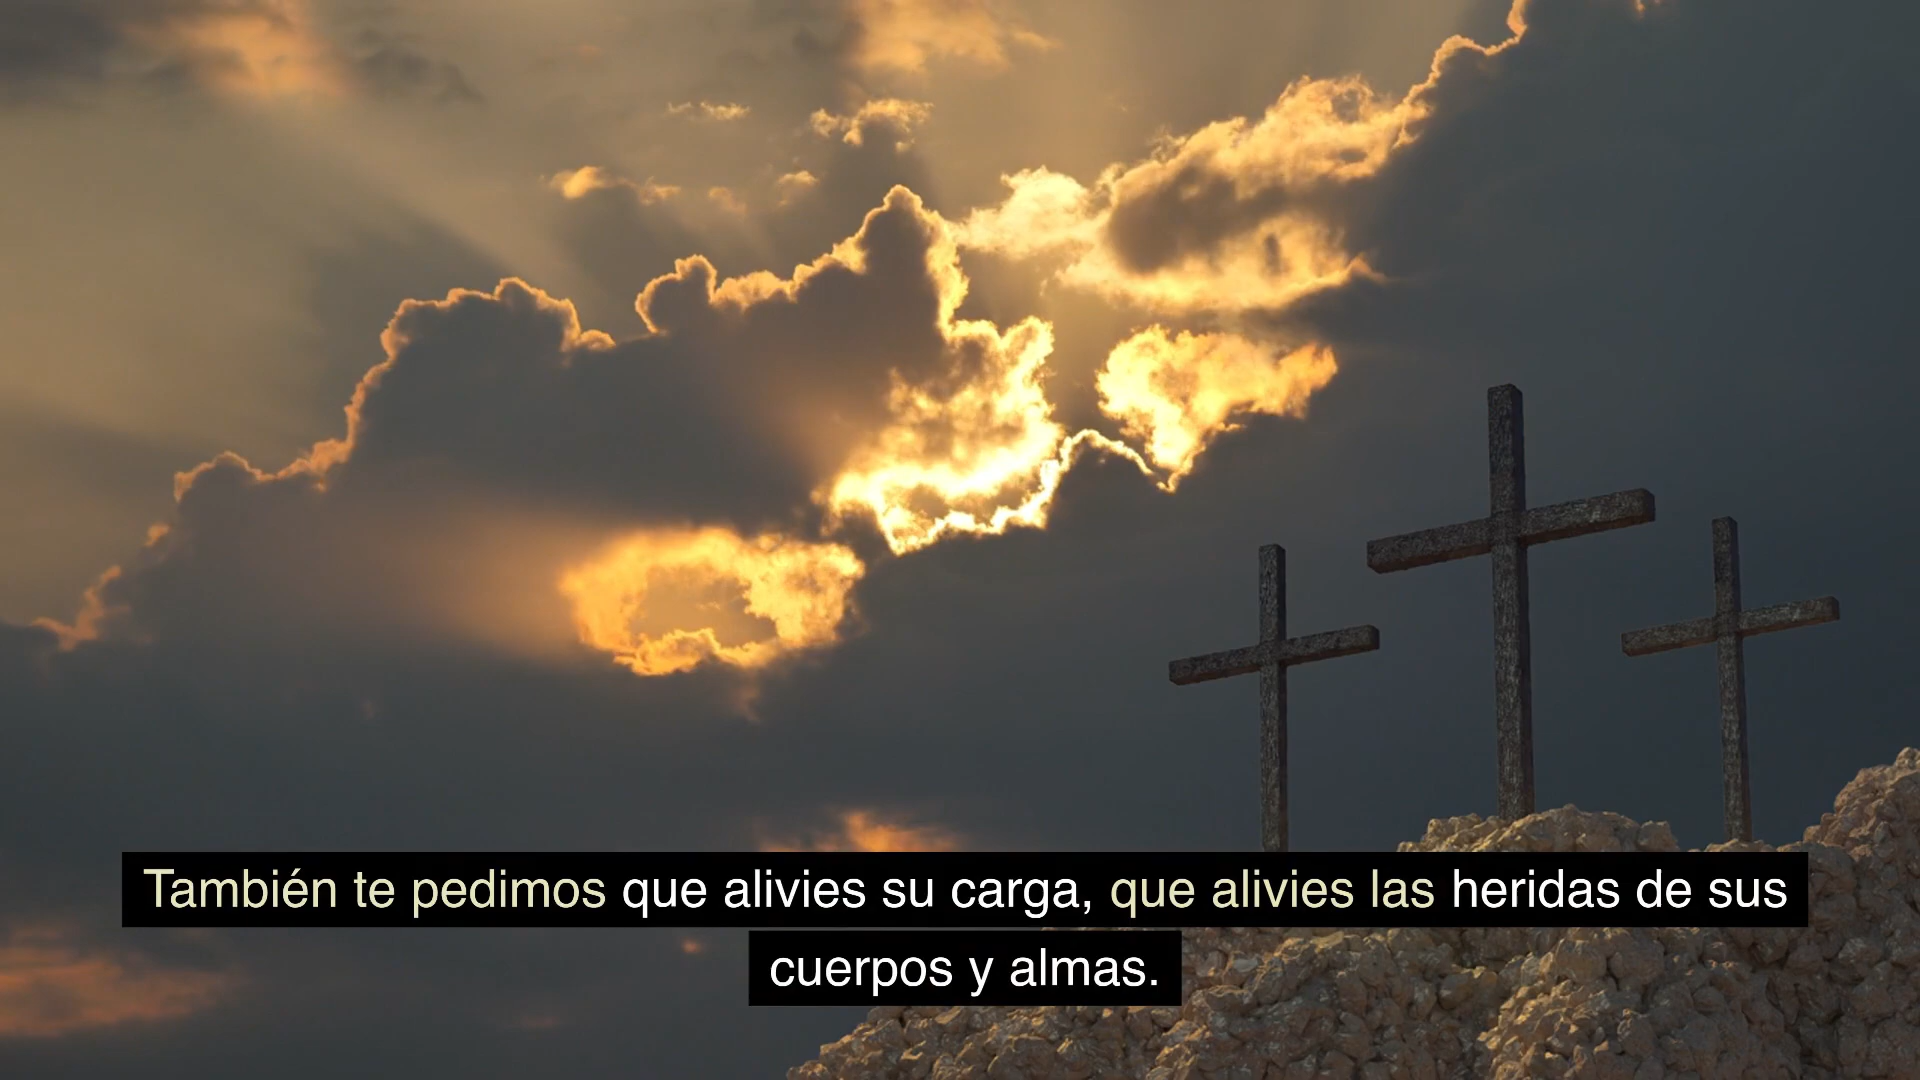 También te pedimos que alivies su carga, que alivies las heridas de sus
cuerpos y almas.